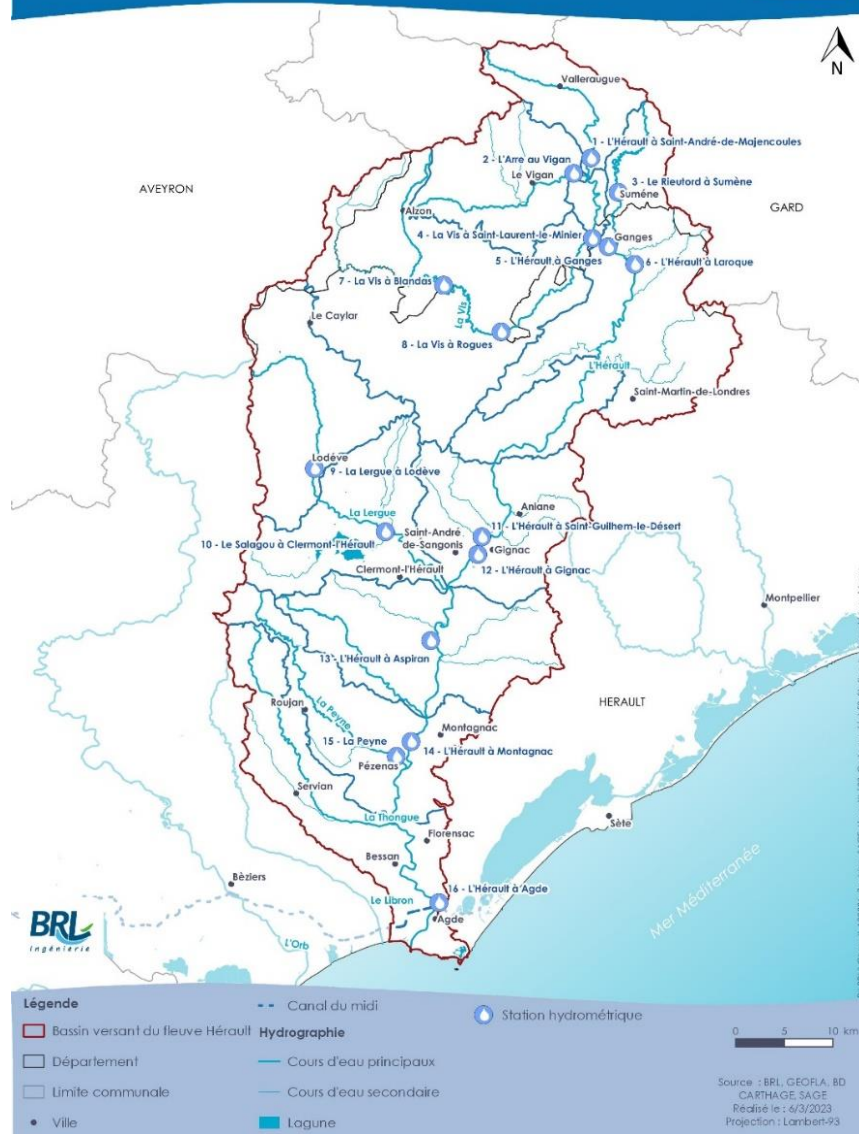 N
Valleraugue
1 - L'Hérault à Saint-André-de-Majencoules
2 - L'Arre au Vigan
Le Vigan
3 - Le Rieutord à Sumène
Suméne
AVEYRON
GARD
Alzon
4 - La Vis à Saint-Laurent-le-Minier
Ganges
5 - L'Hérault à Ganges
6 - L'Hérault à Laroque
7 - La Vis à Blandas
La Vis
Le Caylar
8 - La Vis à Rogues
L'Hérault
Saint-Martin-de-Londres
Lodéve
9 - La Lergue à Lodève
La Lergue
Aniane
11 - L'Hérault à Saint-Guilhem-le-Désert
10 - Le Salagou à Clermont-l'Hérault
Saint-André
de-Sangonis
Gignac
12 - L'Hérault à Gignac
Clermont-l'Hérault
Montpellier
13 - L'Hérault à Aspiran
HERAULT
Roujan
La Peyne
Montagnac
15 - La Peyne
14 - L'Hérault à Montagnac
Pézenas
Servian
La Thongue
Sète
Florensac
Bessan
Bèziers
Le Libron
16 - L'Hérault à Agde
Agde
Mer Méditerranée
L'Orb
BRL
Ingénierie
Légende
Bassin versant du fleuve Hérault
Département
Limite communale
Ville
Canal du midi
Hydrographie
Cours d'eau principaux
Cours d'eau secondaire
Lagune
Station hydrométrique
0 5 10 km
Source : BRL, GEOFLA, BD
CARTHAGE, SAGE
Réalisé le : 6/3/2023
Projection : Lambert-93